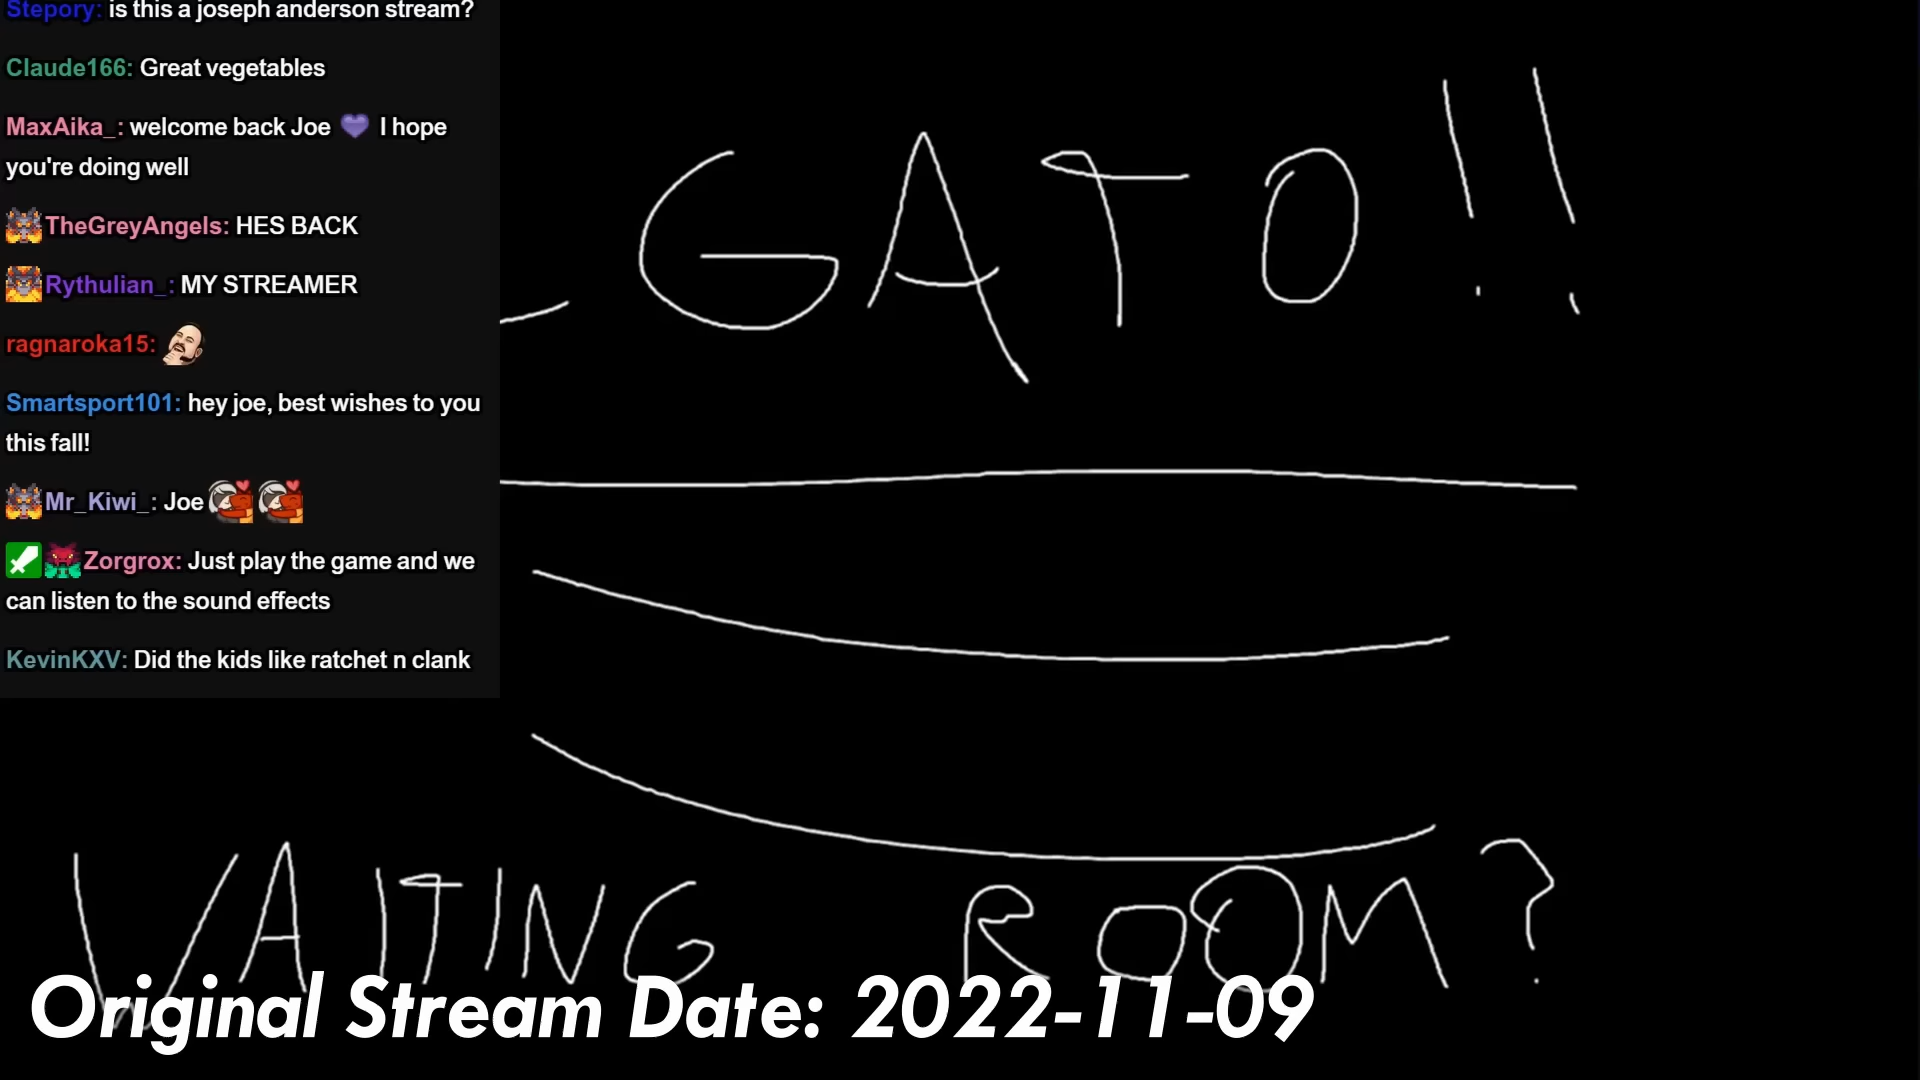 Stepory: is this a joseph anderson stream?
Claude166: Great vegetables
MaxAika_: welcome back Joe 💜 I hope
you're doing well
TheGreyAngels: HES BACK
Rythulian_: MY STREAMER
ragnaroka15:
Smartsport101: hey joe, best wishes to you
this fall!
Mr_Kiwi_: Joe
Zorgrox: Just play the game and we
can listen to the sound effects
KevinKXV: Did the kids like ratchet n clank
GATO!!
WAITING ROOM?
Original Stream Date: 2022-11-09